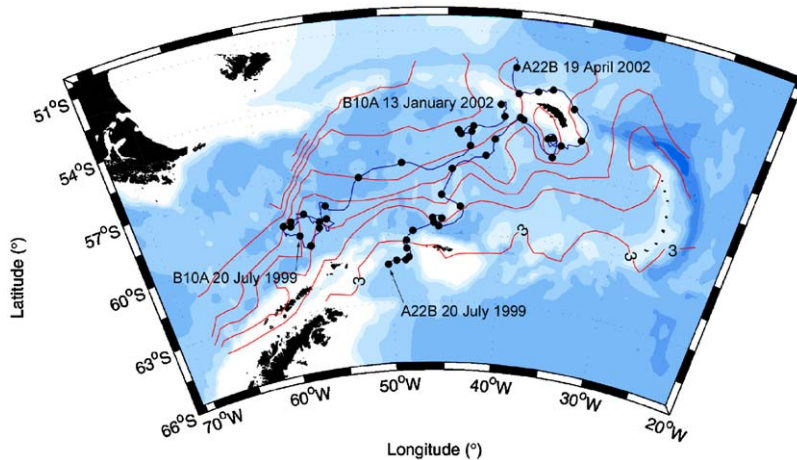 A22B 19 April 2002
51°S
B10A 13 January 2002
54°S
57°S
3
3
B10A 20 July 1999
3
60°S
A22B 20 July 1999
Latitude (°)
63°S
66°S
70°W
60°W
50°W
40°W
30°W
20°W
Longitude (°)